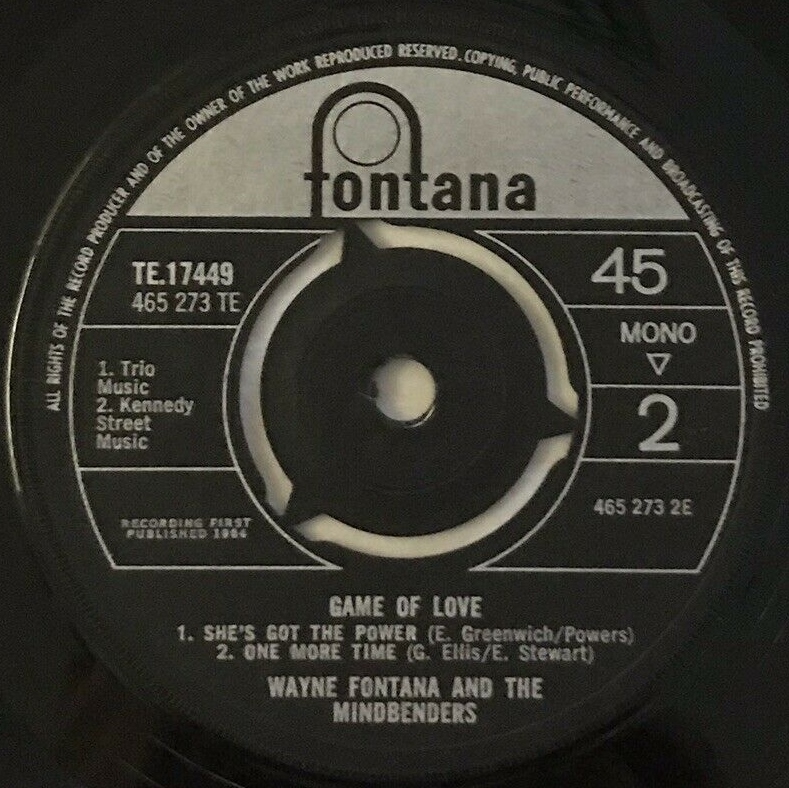 ALL RIGHTS OF THE RECORD PRODUCER AND OF THE OWNER OF THE WORK REPRODUCED RESERVED. COPYING, PUBLIC PERFORMANCE AND BROADCASTING OF THIS RECORD PROHIBITED
fontana
TE.17449
465 273 TE
45
MONO
▽
2
1. Trio
Music
2. Kennedy
Street
Music
465 273 2E
RECORDING FIRST
PUBLISHED 1964
GAME OF LOVE
1. SHE'S GOT THE POWER (E. Greenwich/Powers)
2. ONE MORE TIME (G. Ellis/E. Stewart)
WAYNE FONTANA AND THE
MINDBENDERS